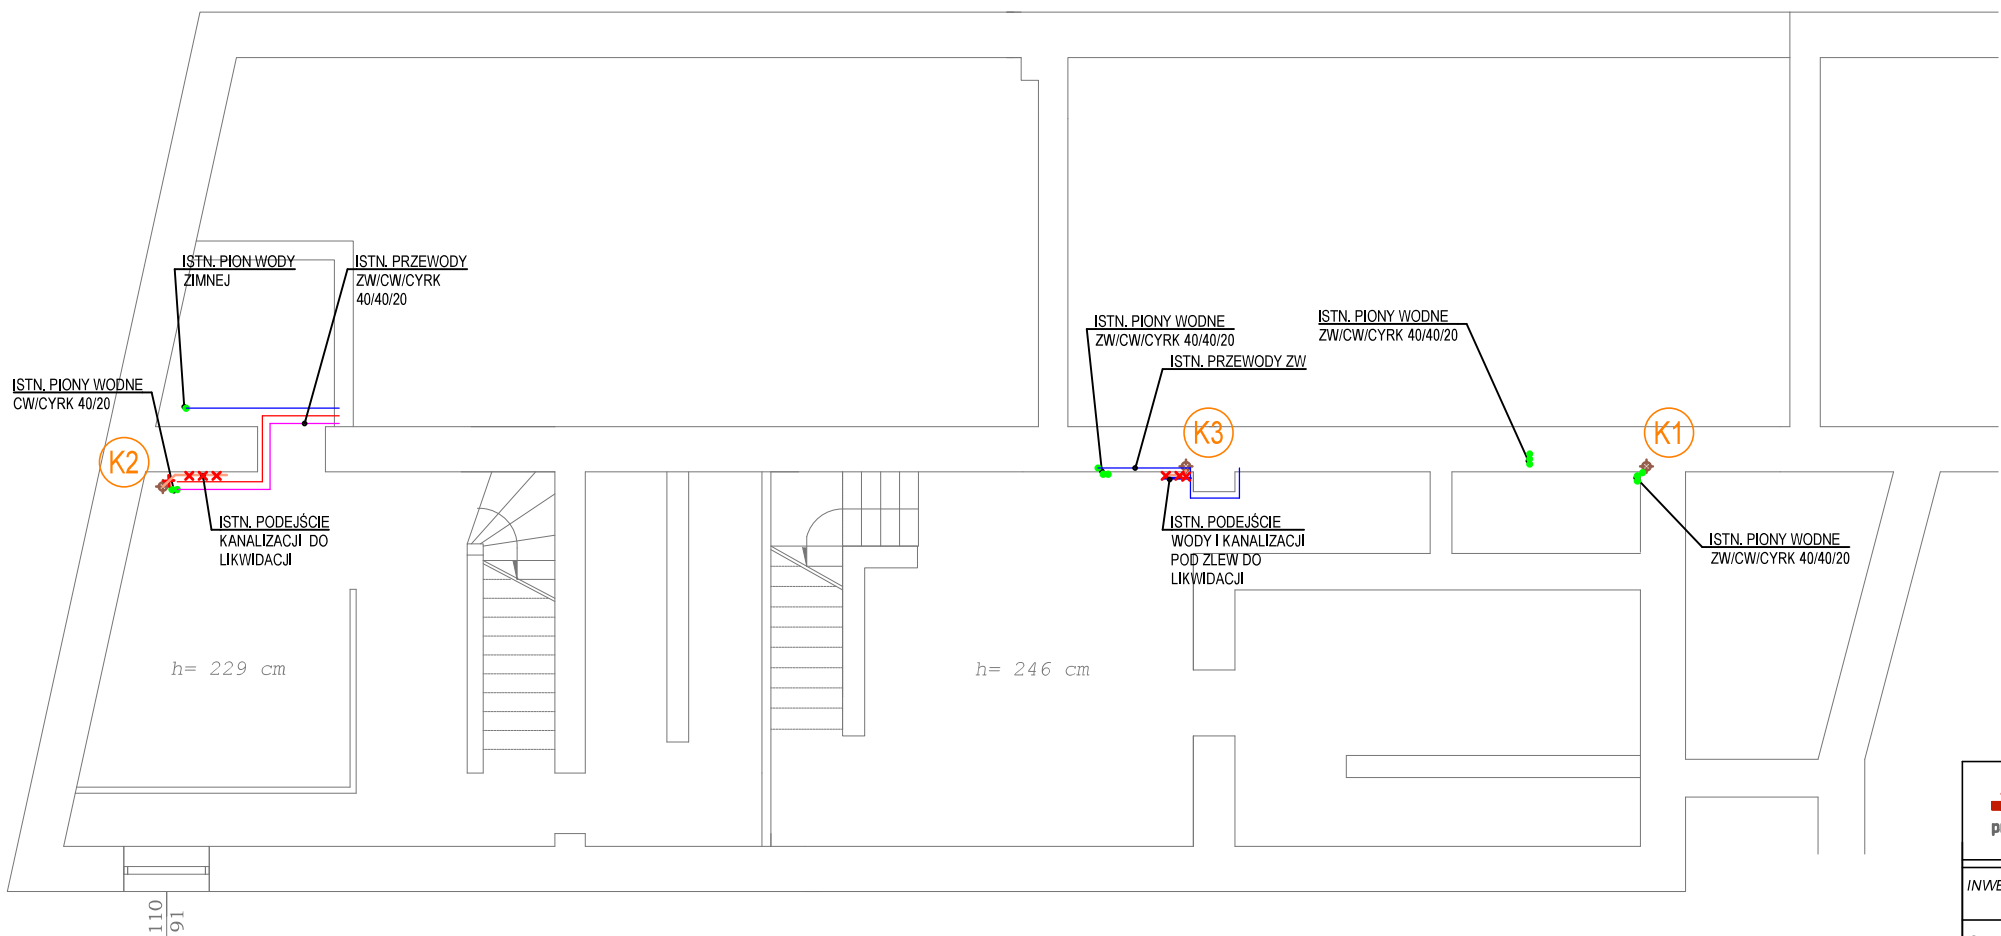 ISTN. PION WODY
ZIMNEJ
ISTN. PRZEWODY
ZW/CW/CYRK
40/40/20
ISTN. PIONY WODNE
CW/CYRK 40/20
K2
ISTN. PODEJŚCIE
KANALIZACJI DO
LIKWIDACJI
h= 229 cm
110
91
ISTN. PIONY WODNE
ZW/CW/CYRK 40/40/20
ISTN. PRZEWODY ZW
K3
ISTN. PODEJŚCIE
WODY I KANALIZACJI
POD ZLEW DO
LIKWIDACJI
h= 246 cm
ISTN. PIONY WODNE
ZW/CW/CYRK 40/40/20
K1
ISTN. PIONY WODNE
ZW/CW/CYRK 40/40/20